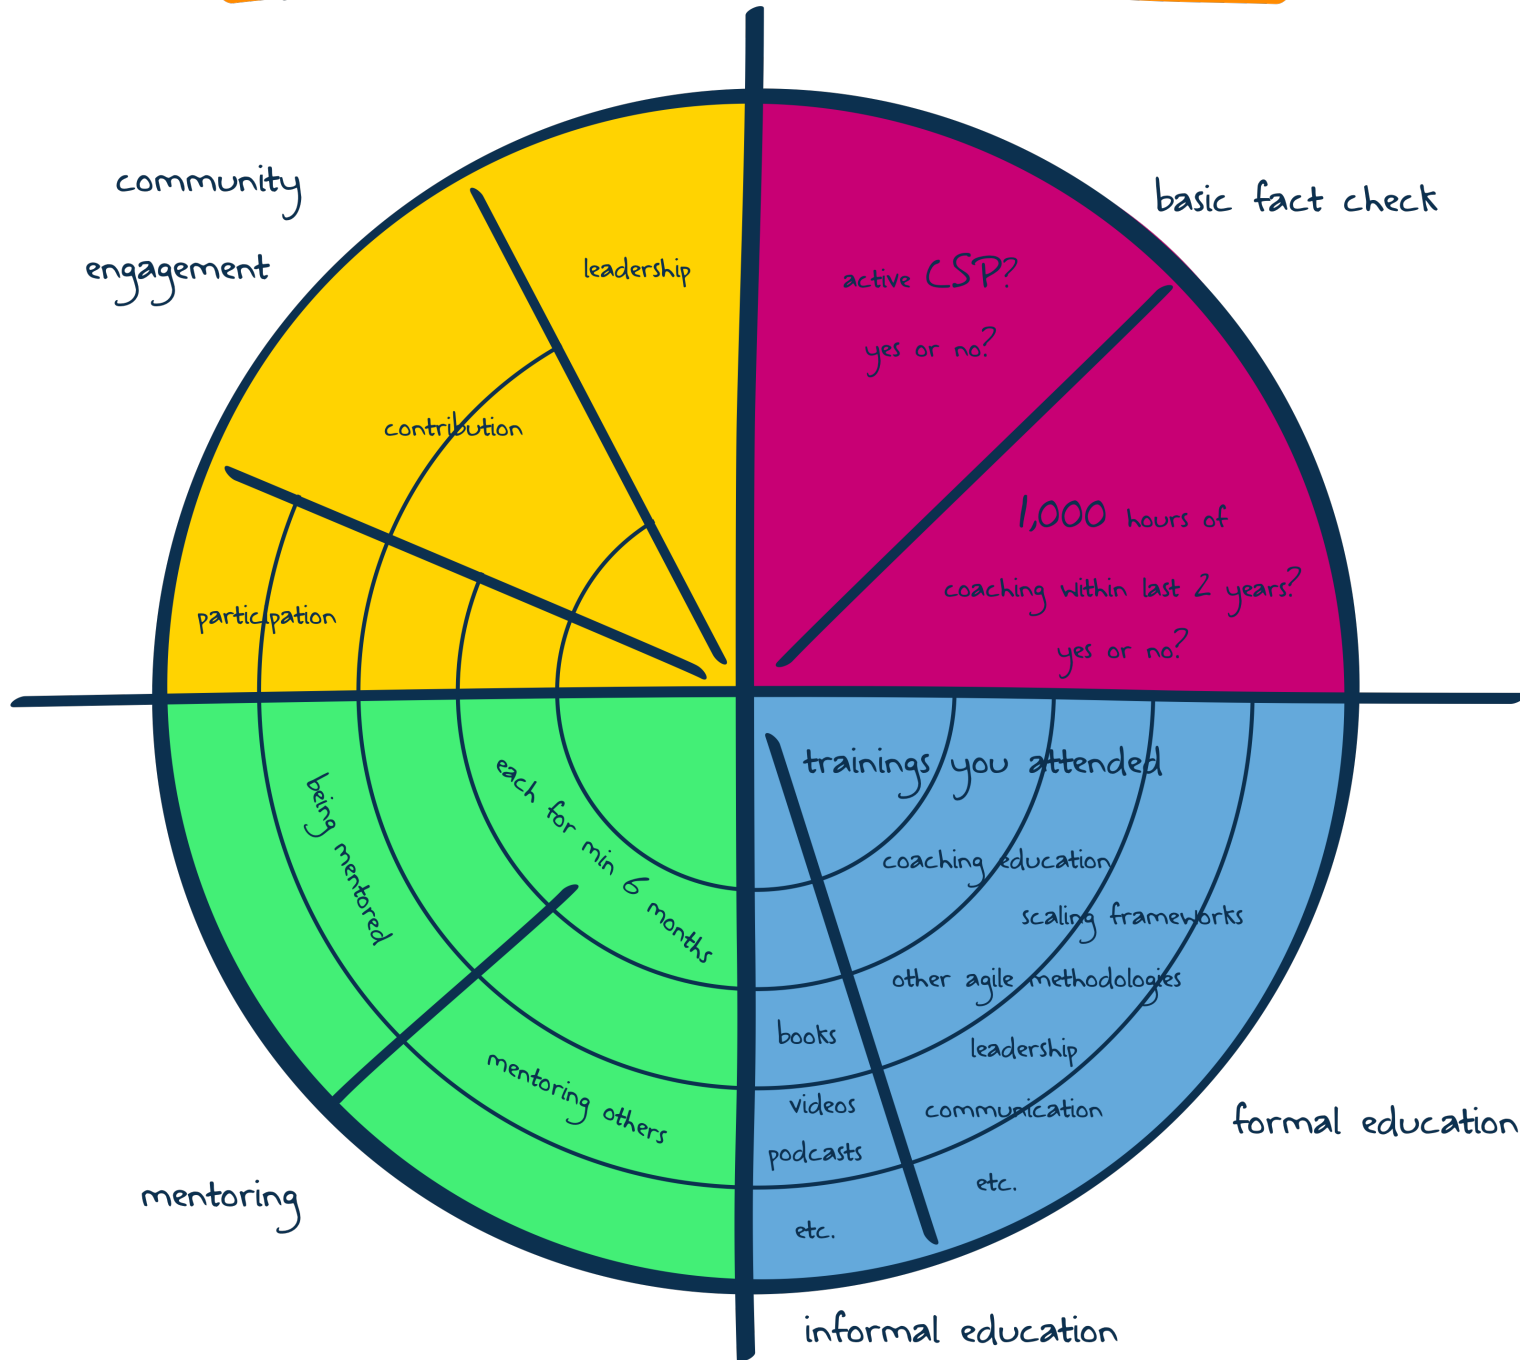 community
engagement
leadership
contribution
participation
basic fact check
active CSP?
yes or no?
1,000 hours of
coaching within last 2 years?
yes or no?
being mentored
each for min 6 months
mentoring others
mentoring
trainings you attended
coaching education
scaling frameworks
other agile methodologies
leadership
communication
etc.
formal education
books
videos
podcasts
etc.
informal education